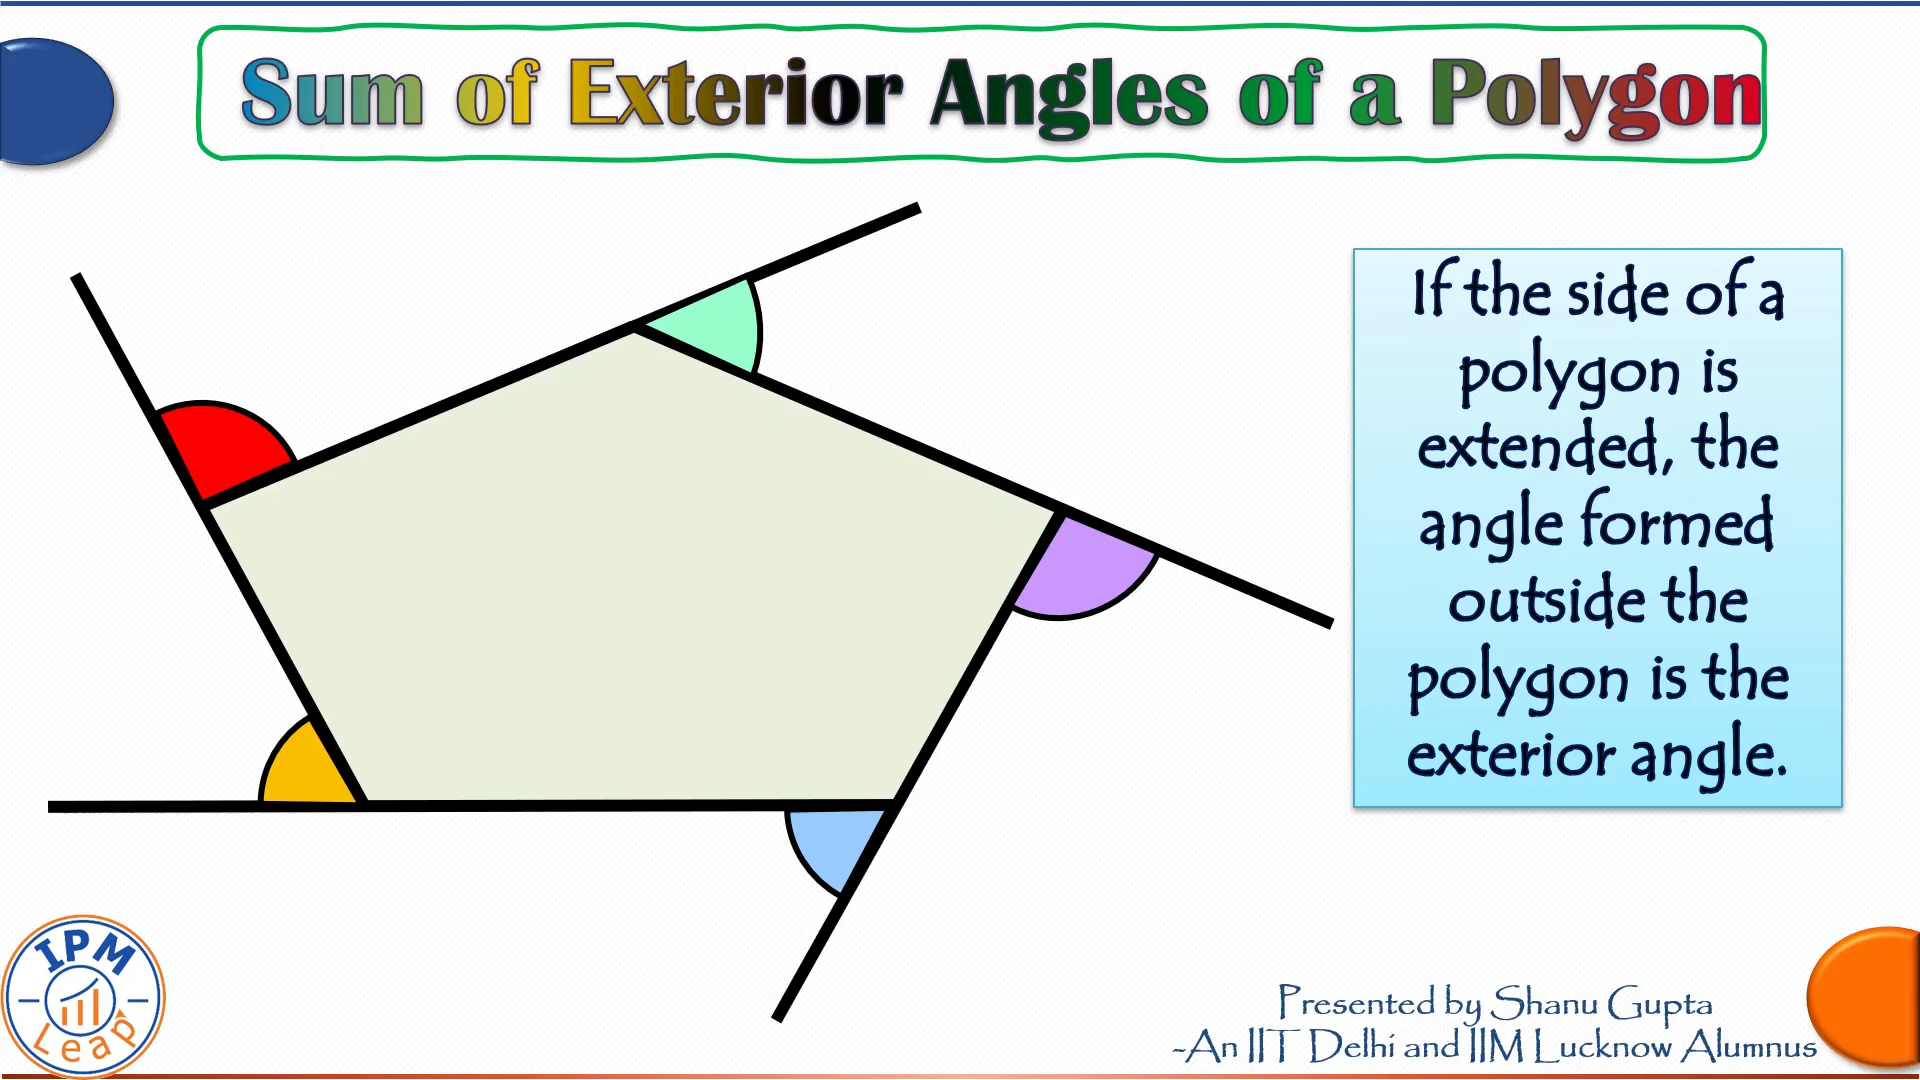 Sum of Exterior Angles of a Polygon
If the side of a
polygon is
extended, the
angle formed
outside the
polygon is the
exterior angle.
IPM
Leap
Presented by Shanu Gupta
-An IIT Delhi and IIM Lucknow Alumnus